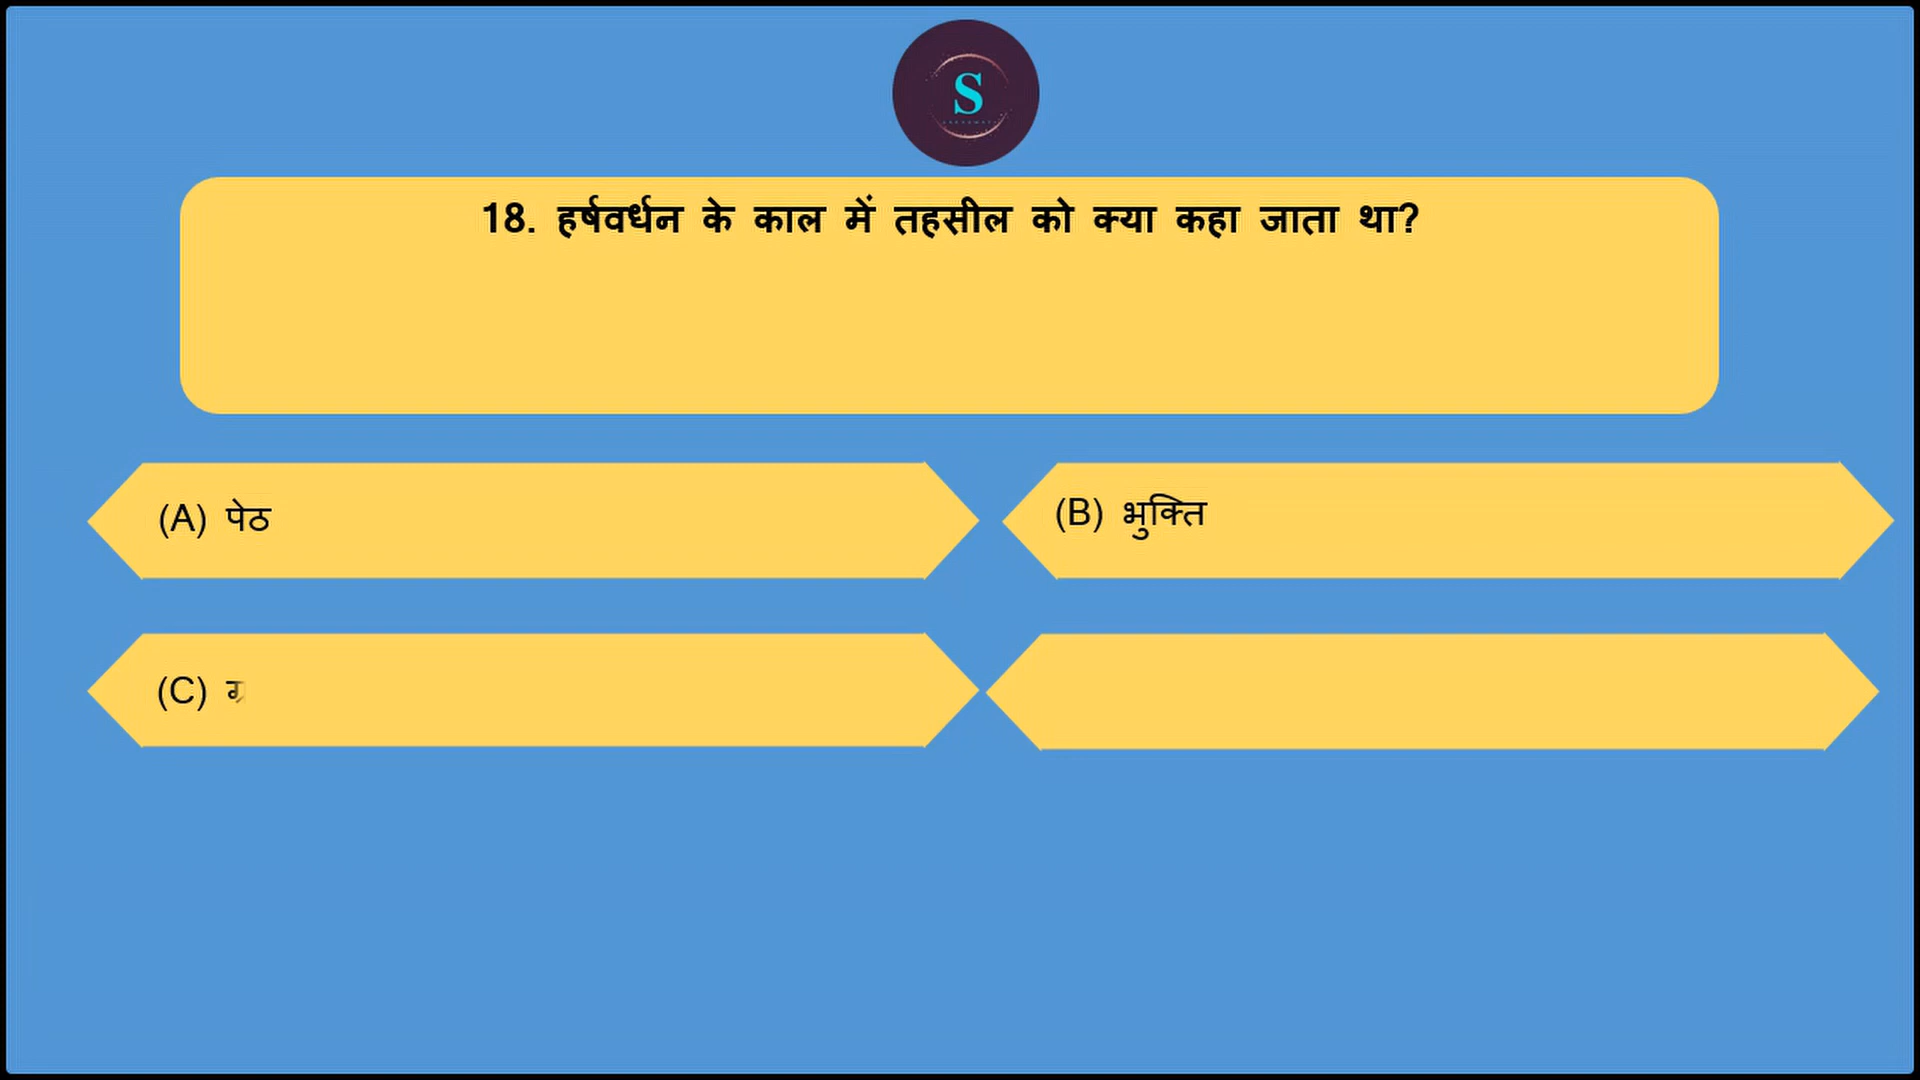 S
18. हर्षवर्धन के काल में तहसील को क्या कहा जाता था?
(A) पेठ
(B) भुक्ति
(C)